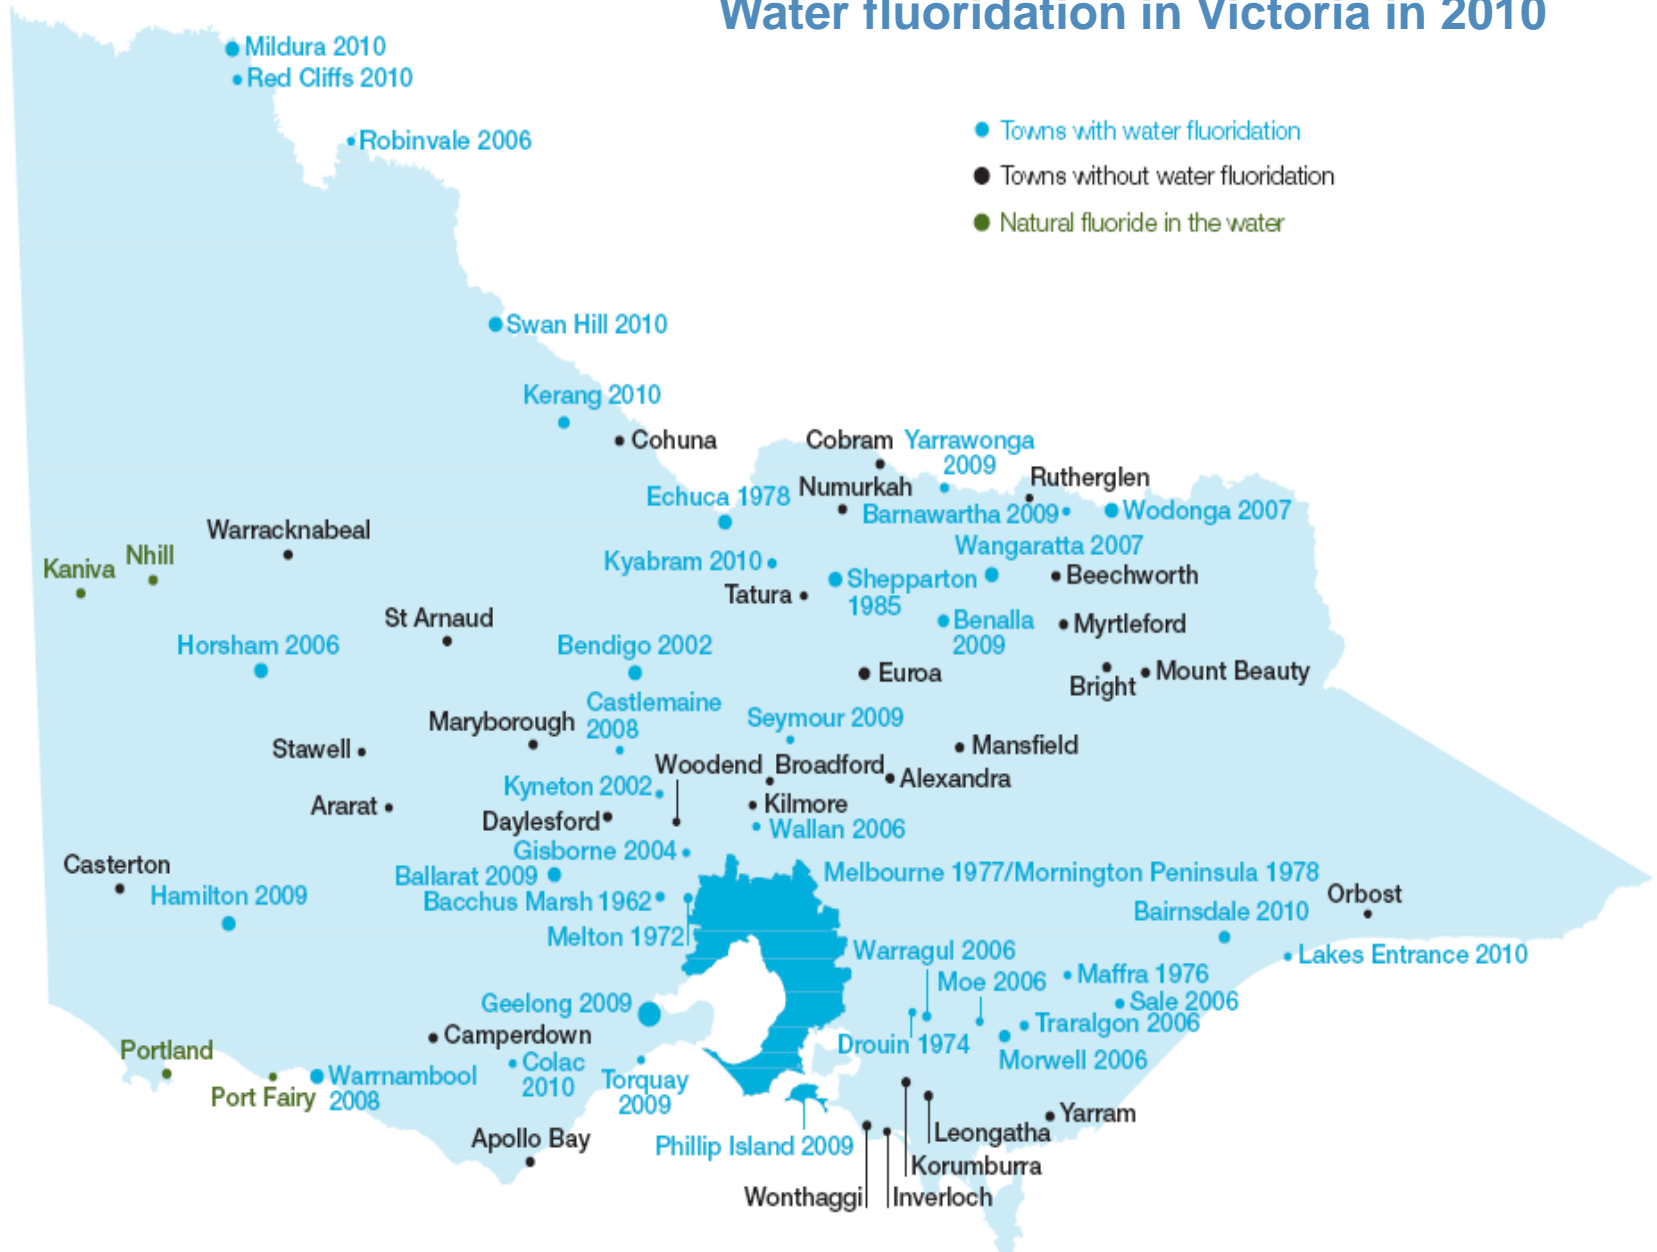 Water fluoridation in Victoria in 2010
Mildura 2010
Red Cliffs 2010
Towns with water fluoridation
Robinvale 2006
Towns without water fluoridation
Natural fluoride in the water
Swan Hill 2010
Kerang 2010
Cohuna
Cobram
Yarrawonga
2009
Rutherglen
Echuca 1978
Numurkah
Barnawartha 2009
Wodonga 2007
Warracknabeal
Wangaratta 2007
Kaniva
Nhill
Kyabram 2010
Shepparton
1985
Beechworth
Tatura
St Arnaud
Benalla
2009
Myrtleford
Horsham 2006
Bendigo 2002
Euroa
Bright
Mount Beauty
Castlemaine
2008
Maryborough
Seymour 2009
Stawell
Mansfield
Woodend
Broadford
Alexandra
Kyneton 2002
Ararat
Kilmore
Daylesford
Wallan 2006
Gisborne 2004
Casterton
Ballarat 2009
Melbourne 1977/Mornington Peninsula 1978
Hamilton 2009
Bacchus Marsh 1962
Orbost
Bairnsdale 2010
Melton 1972
Warragul 2006
Lakes Entrance 2010
Moe 2006
Maffra 1976
Geelong 2009
Sale 2006
Traralgon 2006
Camperdown
Drouin 1974
Morwell 2006
Portland
Port Fairy
Warrnambool
2008
Colac
2010
Torquay
2009
Yarram
Apollo Bay
Phillip Island 2009
Leongatha
Korumburra
Wonthaggi
Inverloch